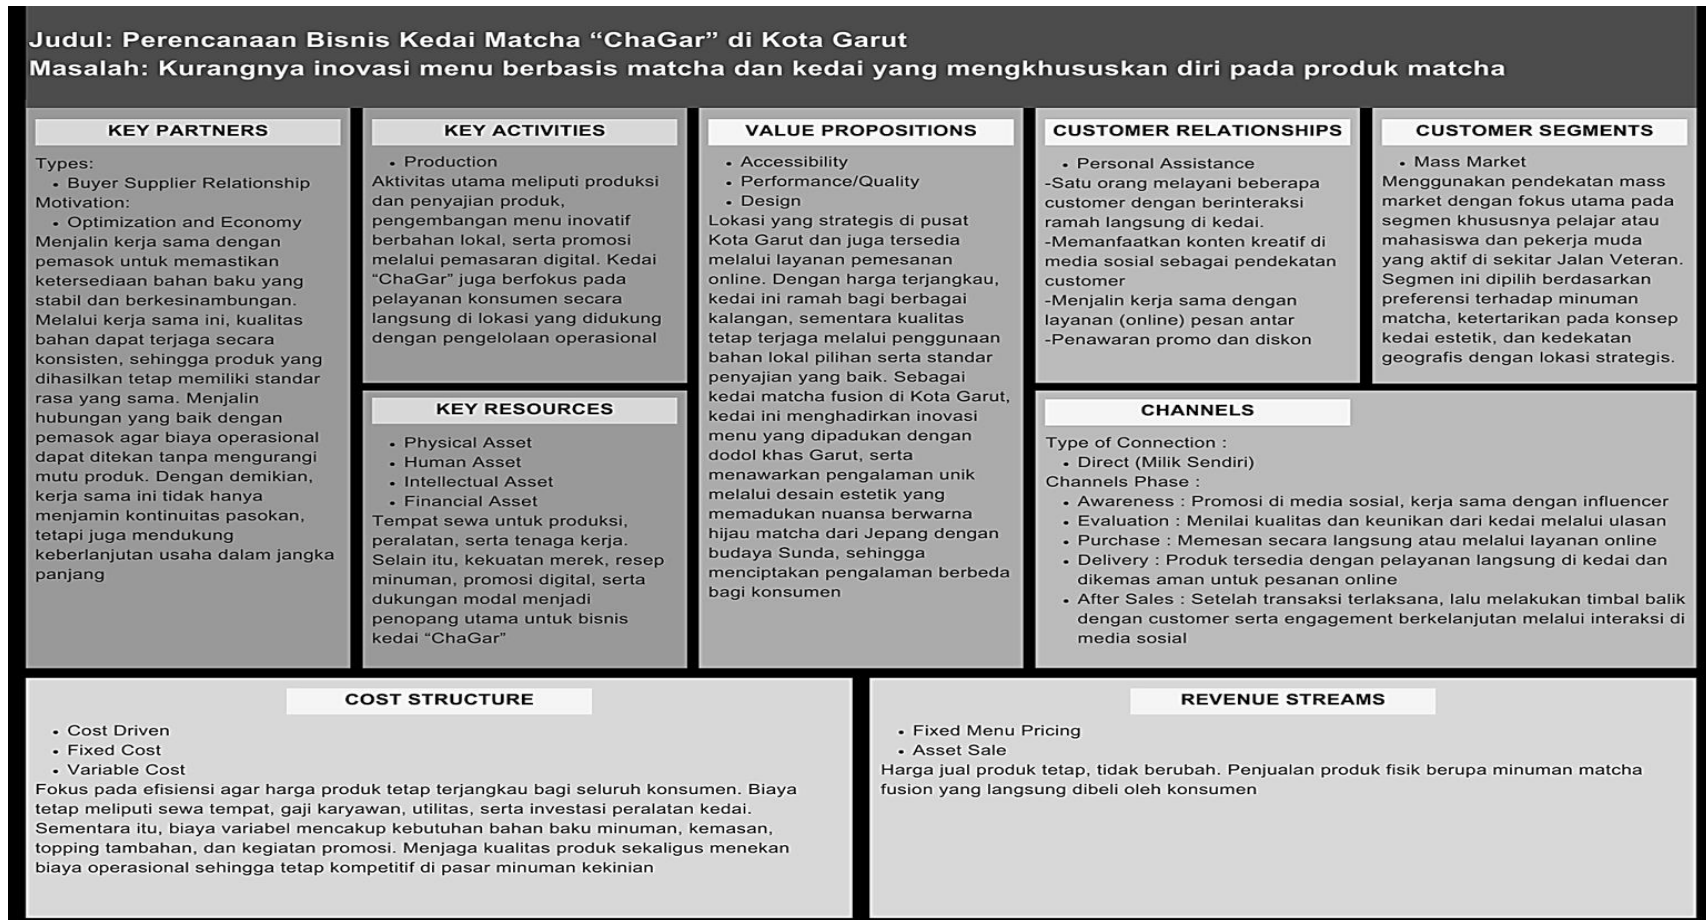 Judul: Perencanaan Bisnis Kedai Matcha “ChaGar” di Kota Garut
Masalah: Kurangnya inovasi menu berbasis matcha dan kedai yang mengkhususkan diri pada produk matcha
KEY PARTNERS
Types:
• Buyer Supplier Relationship
Motivation:
• Optimization and Economy
Menjalin kerja sama dengan
pemasok untuk memastikan
ketersediaan bahan baku yang
stabil dan berkesinambungan.
Melalui kerja sama ini, kualitas
bahan dapat terjaga secara
konsisten, sehingga produk yang
dihasilkan tetap memiliki standar
rasa yang sama. Menjalin
hubungan yang baik dengan
pemasok agar biaya operasional
dapat ditekan tanpa mengurangi
mutu produk. Dengan demikian,
kerja sama ini tidak hanya
menjamin kontinuitas pasokan,
tetapi juga mendukung
keberlanjutan usaha dalam jangka
panjang
KEY ACTIVITIES
• Production
Aktivitas utama meliputi produksi
dan penyajian produk,
pengembangan menu inovatif
berbahan lokal, serta promosi
melalui pemasaran digital. Kedai
“ChaGar” juga berfokus pada
pelayanan konsumen secara
langsung di lokasi yang didukung
dengan pengelolaan operasional
KEY RESOURCES
• Physical Asset
• Human Asset
• Intellectual Asset
• Financial Asset
Tempat sewa untuk produksi,
peralatan, serta tenaga kerja.
Selain itu, kekuatan merek, resep
minuman, promosi digital, serta
dukungan modal menjadi
penopang utama untuk bisnis
kedai “ChaGar”
VALUE PROPOSITIONS
• Accessibility
• Performance/Quality
• Design
Lokasi yang strategis di pusat
Kota Garut dan juga tersedia
melalui layanan pemesanan
online. Dengan harga terjangkau,
kedai ini ramah bagi berbagai
kalangan, sementara kualitas
tetap terjaga melalui penggunaan
bahan lokal pilihan serta standar
penyajian yang baik. Sebagai
kedai matcha fusion di Kota Garut,
kedai ini menghadirkan inovasi
menu yang dipadukan dengan
dodol khas Garut, serta
menawarkan pengalaman unik
melalui desain estetik yang
memadukan nuansa berwarna
hijau matcha dari Jepang dengan
budaya Sunda, sehingga
menciptakan pengalaman berbeda
bagi konsumen
CUSTOMER RELATIONSHIPS
• Personal Assistance
-Satu orang melayani beberapa
customer dengan berinteraksi
ramah langsung di kedai.
-Memanfaatkan konten kreatif di
media sosial sebagai pendekatan
customer
-Menjalin kerja sama dengan
layanan (online) pesan antar
-Penawaran promo dan diskon
CUSTOMER SEGMENTS
• Mass Market
Menggunakan pendekatan mass
market dengan fokus utama pada
segmen khususnya pelajar atau
mahasiswa dan pekerja muda
yang aktif di sekitar Jalan Veteran.
Segmen ini dipilih berdasarkan
preferensi terhadap minuman
matcha, ketertarikan pada konsep
kedai estetik, dan kedekatan
geografis dengan lokasi strategis.
CHANNELS
Type of Connection :
• Direct (Milik Sendiri)
Channels Phase :
• Awareness : Promosi di media sosial, kerja sama dengan influencer
• Evaluation : Menilai kualitas dan keunikan dari kedai melalui ulasan
• Purchase : Memesan secara langsung atau melalui layanan online
• Delivery : Produk tersedia dengan pelayanan langsung di kedai dan
dikemas aman untuk pesanan online
• After Sales : Setelah transaksi terlaksana, lalu melakukan timbal balik
dengan customer serta engagement berkelanjutan melalui interaksi di
media sosial
COST STRUCTURE
• Cost Driven
• Fixed Cost
• Variable Cost
Fokus pada efisiensi agar harga produk tetap terjangkau bagi seluruh konsumen. Biaya
tetap meliputi sewa tempat, gaji karyawan, utilitas, serta investasi peralatan kedai.
Sementara itu, biaya variabel mencakup kebutuhan bahan baku minuman, kemasan,
topping tambahan, dan kegiatan promosi. Menjaga kualitas produk sekaligus menekan
biaya operasional sehingga tetap kompetitif di pasar minuman kekinian
REVENUE STREAMS
• Fixed Menu Pricing
• Asset Sale
Harga jual produk tetap, tidak berubah. Penjualan produk fisik berupa minuman matcha
fusion yang langsung dibeli oleh konsumen